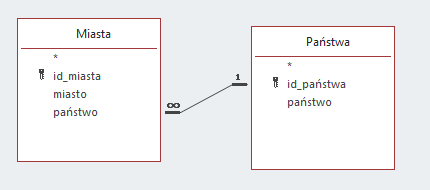 Miasta
*
id_miasta
miasto
państwo
∞
1
Państwa
*
id_państwa
państwo